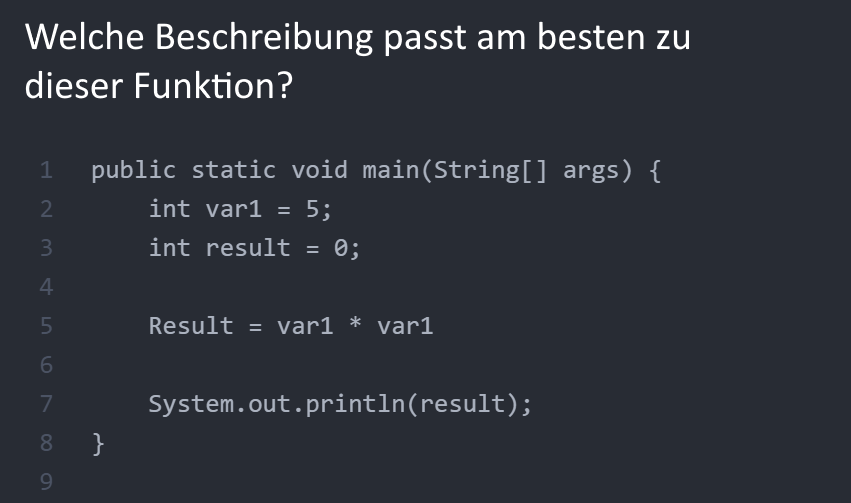 Welche Beschreibung passt am besten zu
dieser Funktion?
1 public static void main(String[] args) {
2     int var1 = 5;
3     int result = 0;
4
5     Result = var1 * var1
6
7     System.out.println(result);
8 }
9